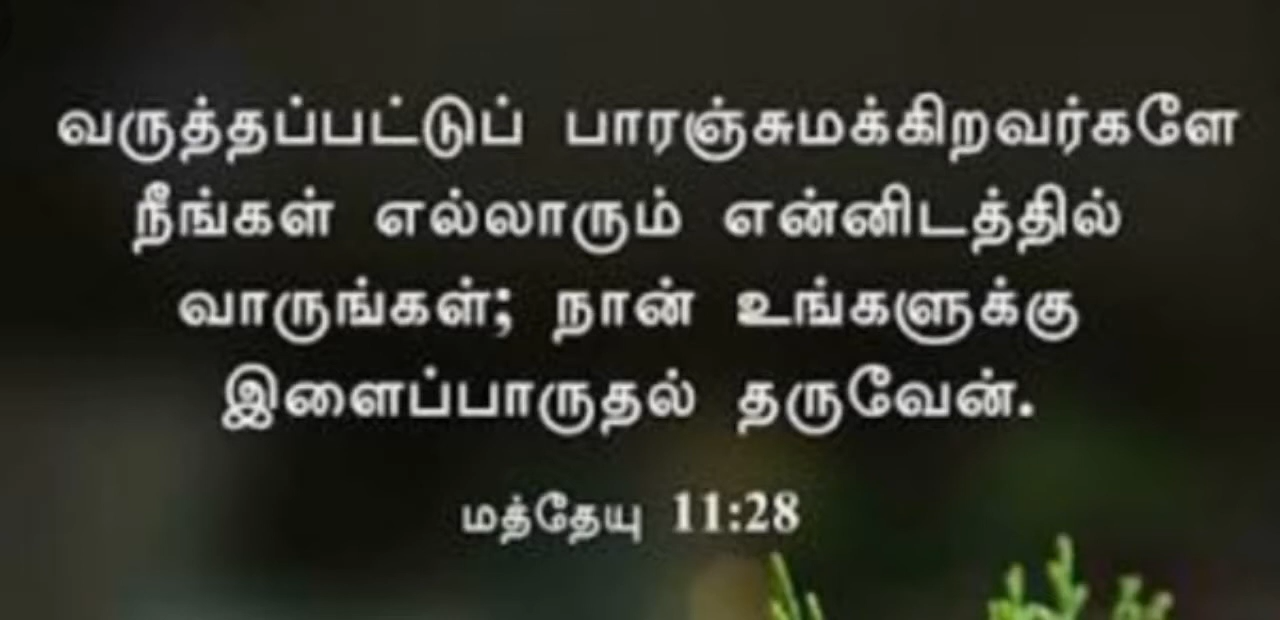 வருத்தப்பட்டுப் பாரஞ்சுமக்கிறவர்களே
நீங்கள் எல்லாரும் என்னிடத்தில்
வாருங்கள்; நான் உங்களுக்கு
இளைப்பாருதல் தருவேன்.
மத்தேயு 11:28